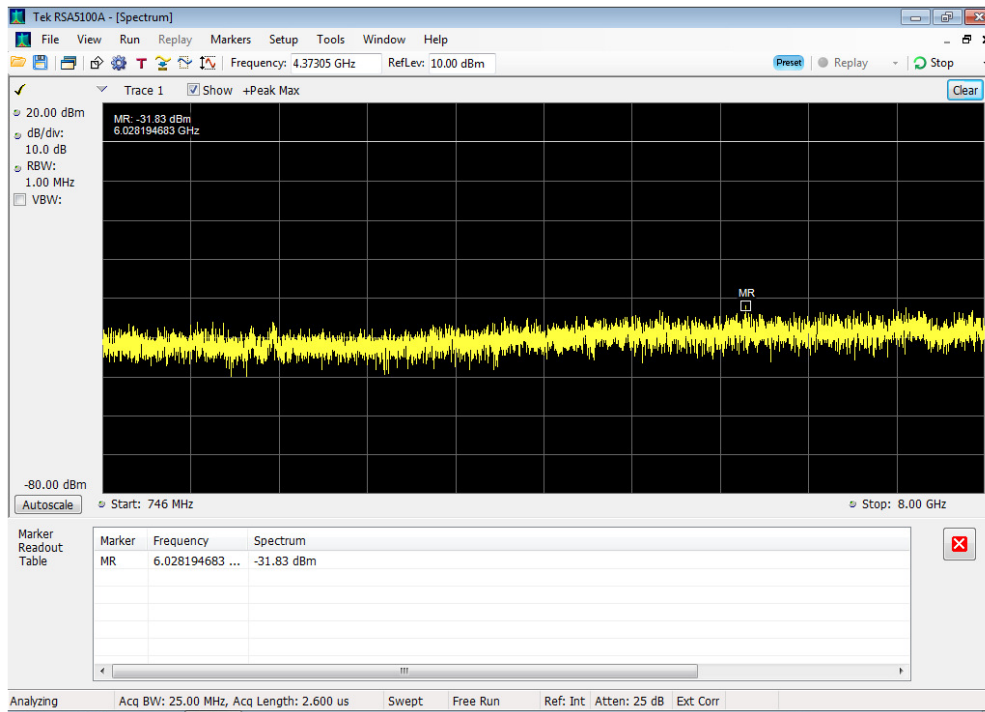 Tek RSA5100A - [Spectrum]
File View Run Replay Markers Setup Tools Window Help
T Frequency: 4.37305 GHz RefLev: 10.00 dBm Preset Replay Stop
Trace 1 Show +Peak Max Clear
20.00 dBm
dB/div:
10.0 dB
RBW:
1.00 MHz
VBW:
MR: -31.83 dBm
6.028194683 GHz
MR
-80.00 dBm
Autoscale Start: 746 MHz Stop: 8.00 GHz
Marker Readout Table
Marker Frequency Spectrum
MR 6.028194683 ... -31.83 dBm
Analyzing Acq BW: 25.00 MHz, Acq Length: 2.600 us Swept Free Run Ref: Int Atten: 25 dB Ext Corr